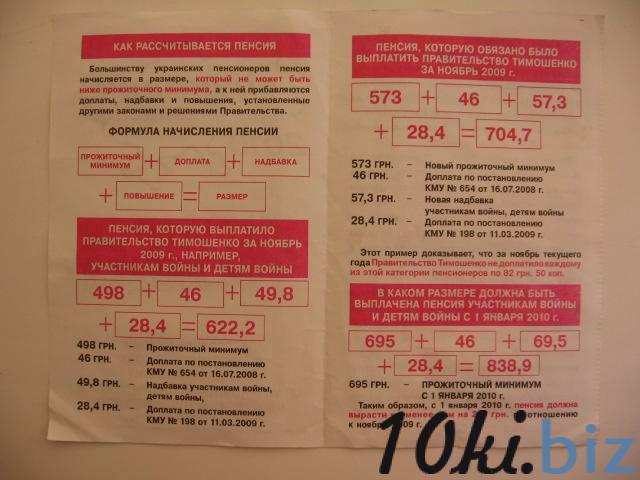 КАК РАССЧИТЫВАЕТСЯ ПЕНСИЯ
Большинству украинских пенсионеров пенсия
начисляется в размере, который не может быть
ниже прожиточного минимума, а к ней прибавляются
доплаты, надбавки и повышения, установленные
другими законами и решениями Правительства.
ФОРМУЛА НАЧИСЛЕНИЯ ПЕНСИИ
ПРОЖИТОЧНЫЙ
МИНИМУМ + ДОПЛАТА + НАДБАВКА
+ ПОВЫШЕНИЕ = РАЗМЕР
ПЕНСИЯ, КОТОРУЮ ВЫПЛАТИЛО
ПРАВИТЕЛЬСТВО ТИМОШЕНКО ЗА НОЯБРЬ
2009 г., НАПРИМЕР,
УЧАСТНИКАМ ВОЙНЫ И ДЕТЯМ ВОЙНЫ
498 + 46 + 49,8
+ 28,4 = 622,2
498 ГРН. – Прожиточный минимум
46 ГРН. – Доплата по постановлению
КМУ № 654 от 16.07.2008 г.
49,8 ГРН. – Надбавка участникам войны,
детям войны,
28,4 ГРН. – Доплата по постановлению
КМУ № 198 от 11.03.2009 г.
ПЕНСИЯ, КОТОРУЮ ОБЯЗАНО БЫЛО
ВЫПЛАТИТЬ ПРАВИТЕЛЬСТВО ТИМОШЕНКО
ЗА НОЯБРЬ 2009 г.
573 + 46 + 57,3
+ 28,4 = 704,7
573 ГРН. – Новый прожиточный минимум
46 ГРН. – Доплата по постановлению
КМУ № 654 от 16.07.2008 г.
57,3 ГРН. – Новая надбавка
участникам войны, детям войны
28,4 ГРН. – Доплата по постановлению
КМУ № 198 от 11.03.2009 г.
Этот пример доказывает, что за ноябрь текущего
года Правительство Тимошенко не доплатило каждому
из этой категории пенсионеров по 82 грн. 50 коп.
В КАКОМ РАЗМЕРЕ ДОЛЖНА БЫТЬ
ВЫПЛАЧЕНА ПЕНСИЯ УЧАСТНИКАМ ВОЙНЫ
И ДЕТЯМ ВОЙНЫ С 1 ЯНВАРЯ 2010 г.
695 + 46 + 69,5
+ 28,4 = 838,9
695 ГРН. – ПРОЖИТОЧНЫЙ МИНИМУМ
С 1 ЯНВАРЯ 2010 г.
Таким образом, с 1 января 2010 г. пенсия должна
вырасти на 2 грн. по отношению
к ноябрю 2009 г.
10ki.biz